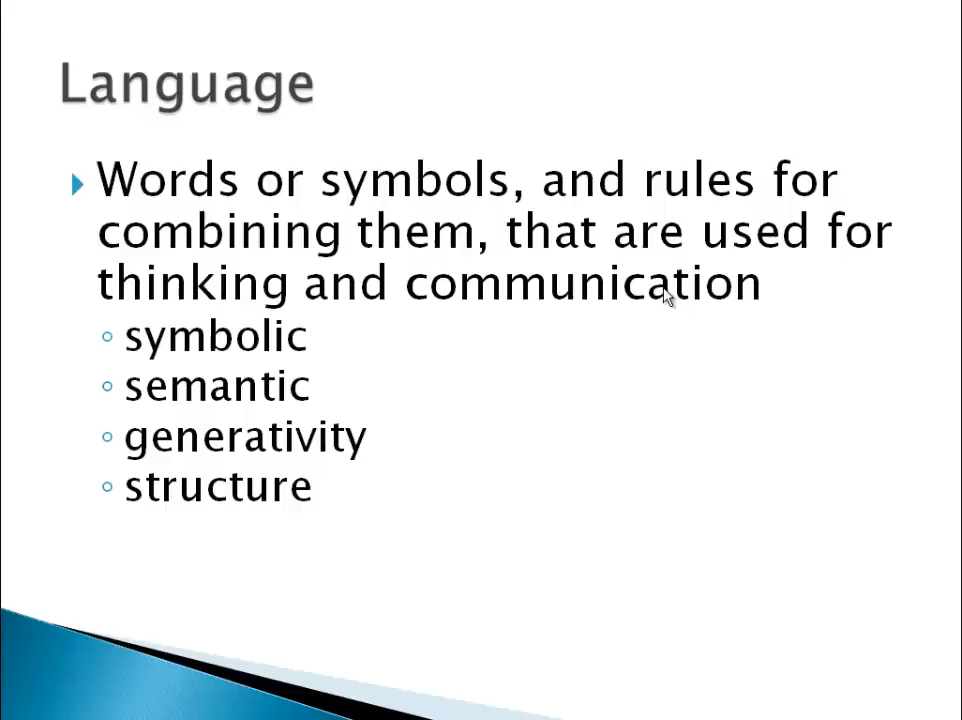 Language
Words or symbols, and rules for
combining them, that are used for
thinking and communication
symbolic
semantic
generativity
structure